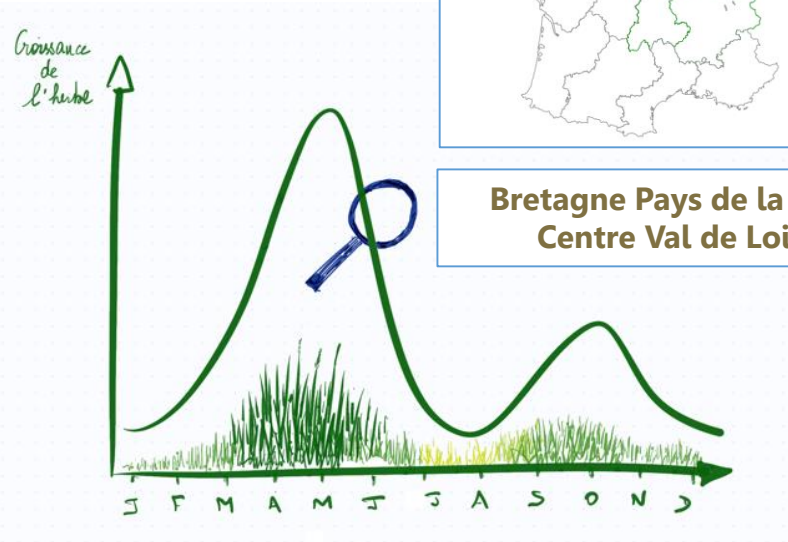 Croissance
de
l'herbe
Bretagne Pays de la
Centre Val de Loi
J F M A M J J A S O N D